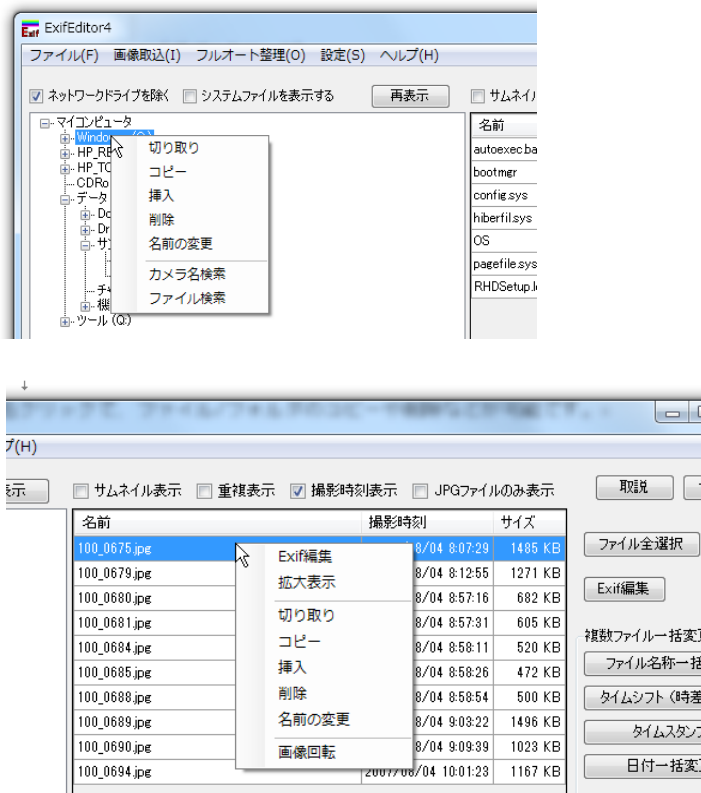 ExifEditor4
ファイル(F) 画像取込(I) フルオート整理(O) 設定(S) ヘルプ(H)
ネットワークドライブを除く システムファイルを表示する 再表示 サムネイル
マイコンピュータ
HP_RE
HP_TO
CDRo
データ
Do
Dr
サ
チャ
機
ツール (Q:)
切り取り
コピー
挿入
削除
名前の変更
カメラ名検索
ファイル検索
名前
autoexec.ba
bootmgr
config.sys
hiberfil.sys
OS
pagefile.sys
RHDSetup.l
↓
プ(H)
表示 サムネイル表示 重複表示 撮影時刻表示 JPGファイルのみ表示 取説
名前 撮影時刻 サイズ
100_0675.jpg 8/04 8:07:29 1485 KB
100_0679.jpg 8/04 8:12:55 1271 KB
100_0680.jpg 8/04 8:57:16 682 KB
100_0681.jpg 8/04 8:57:31 605 KB
100_0684.jpg 8/04 8:58:11 520 KB
100_0685.jpg 8/04 8:58:26 472 KB
100_0688.jpg 8/04 8:58:54 500 KB
100_0689.jpg 8/04 9:03:22 1496 KB
100_0690.jpg 8/04 9:09:39 1023 KB
100_0694.jpg 2007/08/04 10:01:23 1167 KB
Exif編集
拡大表示
切り取り
コピー
挿入
削除
名前の変更
画像回転
ファイル全選択
Exif編集
複数ファイル一括変更
ファイル名称一括
タイムシフト（時差
タイムスタンプ
日付一括変